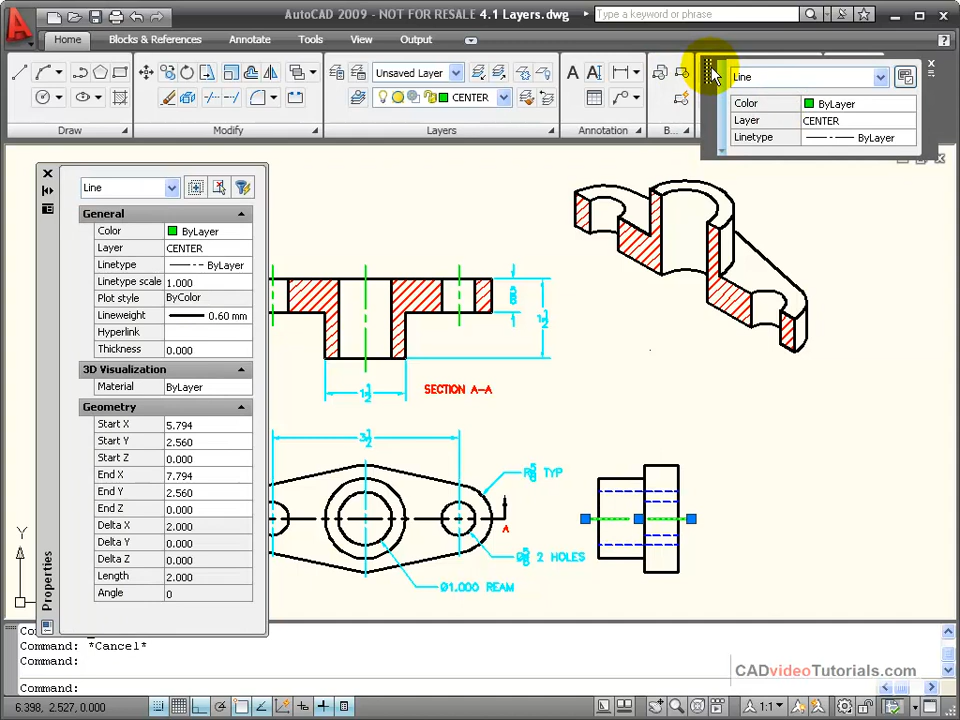 AutoCAD 2009 - NOT FOR RESALE 4.1 Layers.dwg
Type a keyword or phrase
Home Blocks & References Annotate Tools View Output
Unsaved Layer
CENTER
Draw Modify Layers Annotation B...
Line
Color ByLayer
Layer CENTER
Linetype ByLayer
Line
General
Color ByLayer
Layer CENTER
Linetype ByLayer
Linetype scale 1.000
Plot style ByColor
Lineweight 0.60 mm
Hyperlink
Thickness 0.000
3D Visualization
Material ByLayer
Geometry
Start X 5.794
Start Y 2.560
Start Z 0.000
End X 7.794
End Y 2.560
End Z 0.000
Delta X 2.000
Delta Y 0.000
Delta Z 0.000
Length 2.000
Angle 0
Properties
SECTION A-A
TYP
A
2 HOLES
Ø1.000 REAM
Y
Command: *Cancel*
Command:
Command:
CADvideoTutorials.com
6.398, 2.527, 0.000
1:1